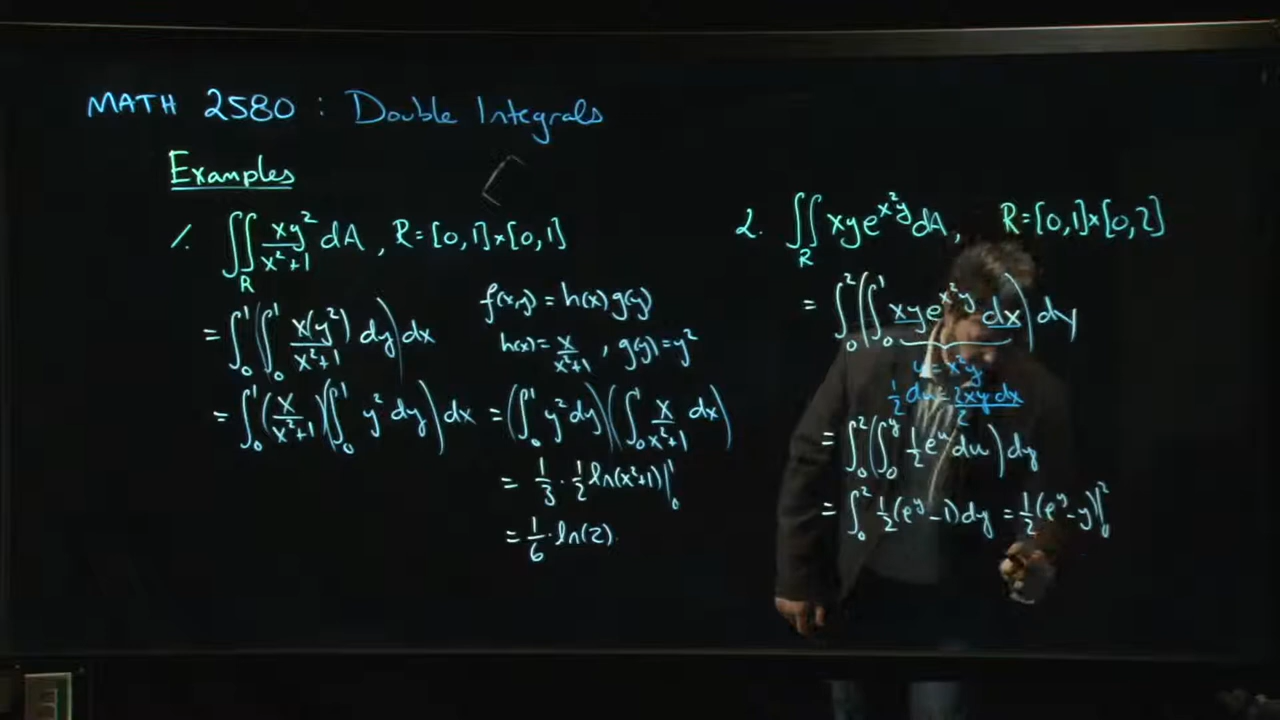 MATH 2580 : Double Integrals
Examples
1. ∬_R xy²/(x²+1) dA, R=[0,1]×[0,1]
= ∫₀¹(∫₀¹ x(y²)/(x²+1) dy)dx
f(x,y) = h(x)g(y)
h(x) = x/(x²+1), g(y)=y²
= ∫₀¹(x/(x²+1))(∫₀¹ y² dy)dx = (∫₀¹ y² dy)(∫₀¹ x/(x²+1) dx)
= 1/3 · 1/2 ln(x²+1)|₀¹
= 1/6 · ln(2).
2. ∬_R xye^(x²y) dA, R=[0,1]×[0,2]
= ∫₀²(∫₀¹ xye^(x²y) dx)dy
u = x²y
1/2 du = 2xy dx/2
= ∫₀²(∫₀^y 1/2 e^u du)dy
= ∫₀² 1/2(e^y −1)dy = 1/2(e^y − y)|₀²